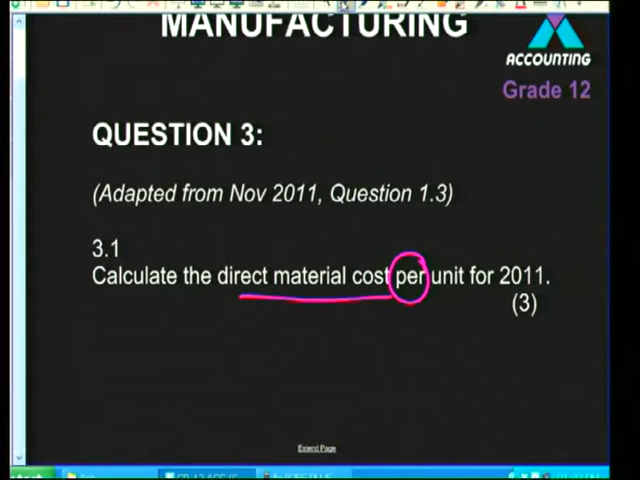 MANUFACTURING
ACCOUNTING
Grade 12
QUESTION 3:
(Adapted from Nov 2011, Question 1.3)
3.1
Calculate the direct material cost per unit for 2011.
(3)
Extend Page